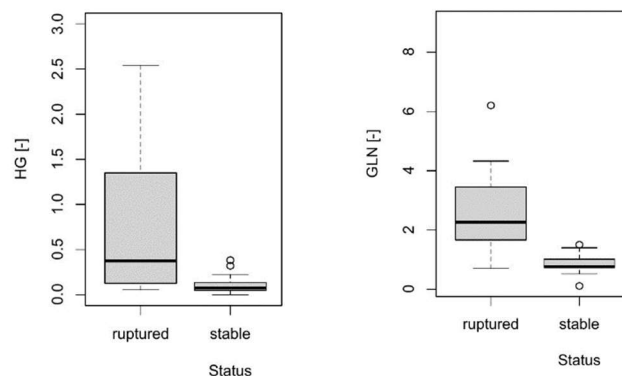 HG [-]
3.0
2.5
2.0
1.5
1.0
0.5
0.0
ruptured stable
Status
GLN [-]
8
6
4
2
0
ruptured stable
Status